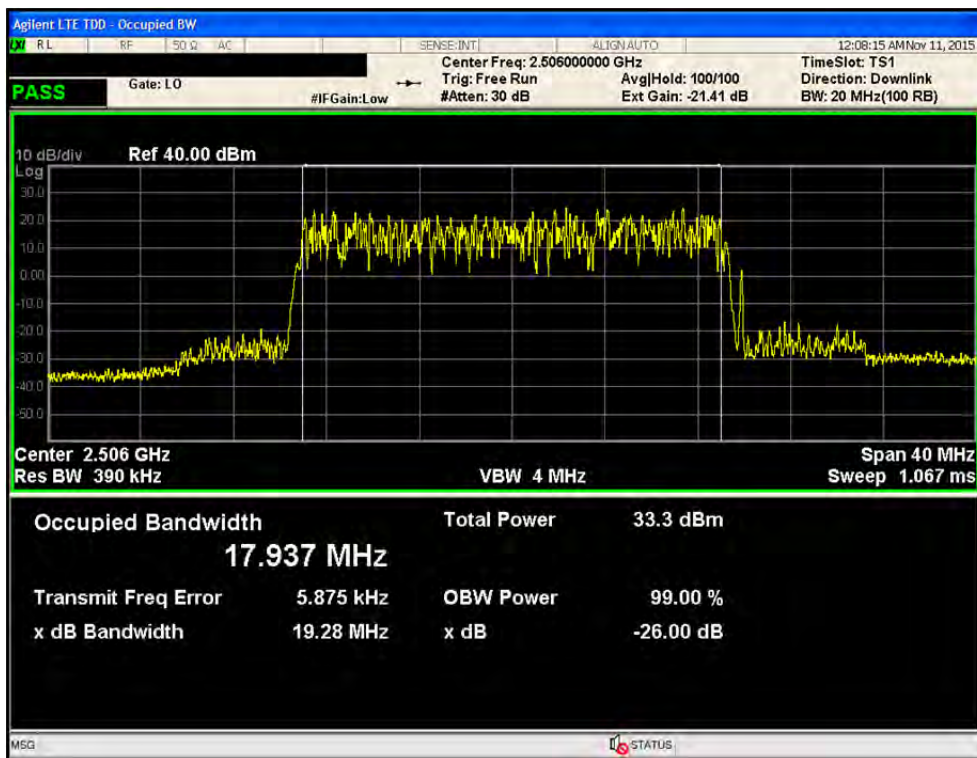 Agilent LTE TDD - Occupied BW
LXI RL RF 50 Ω AC SENSE:INT ALIGN AUTO 12:08:15 AM Nov 11, 2015
Center Freq: 2.506000000 GHz TimeSlot: TS1
PASS Gate: LO Trig: Free Run Avg|Hold: 100/100 Direction: Downlink
#IFGain:Low #Atten: 30 dB Ext Gain: -21.41 dB BW: 20 MHz(100 RB)
10 dB/div Ref 40.00 dBm
Log
30.0
20.0
10.0
0.00
-10.0
-20.0
-30.0
-40.0
-50.0
Center 2.506 GHz Span 40 MHz
Res BW 390 kHz VBW 4 MHz Sweep 1.067 ms
Occupied Bandwidth Total Power 33.3 dBm
17.937 MHz
Transmit Freq Error 5.875 kHz OBW Power 99.00 %
x dB Bandwidth 19.28 MHz x dB -26.00 dB
MSG STATUS